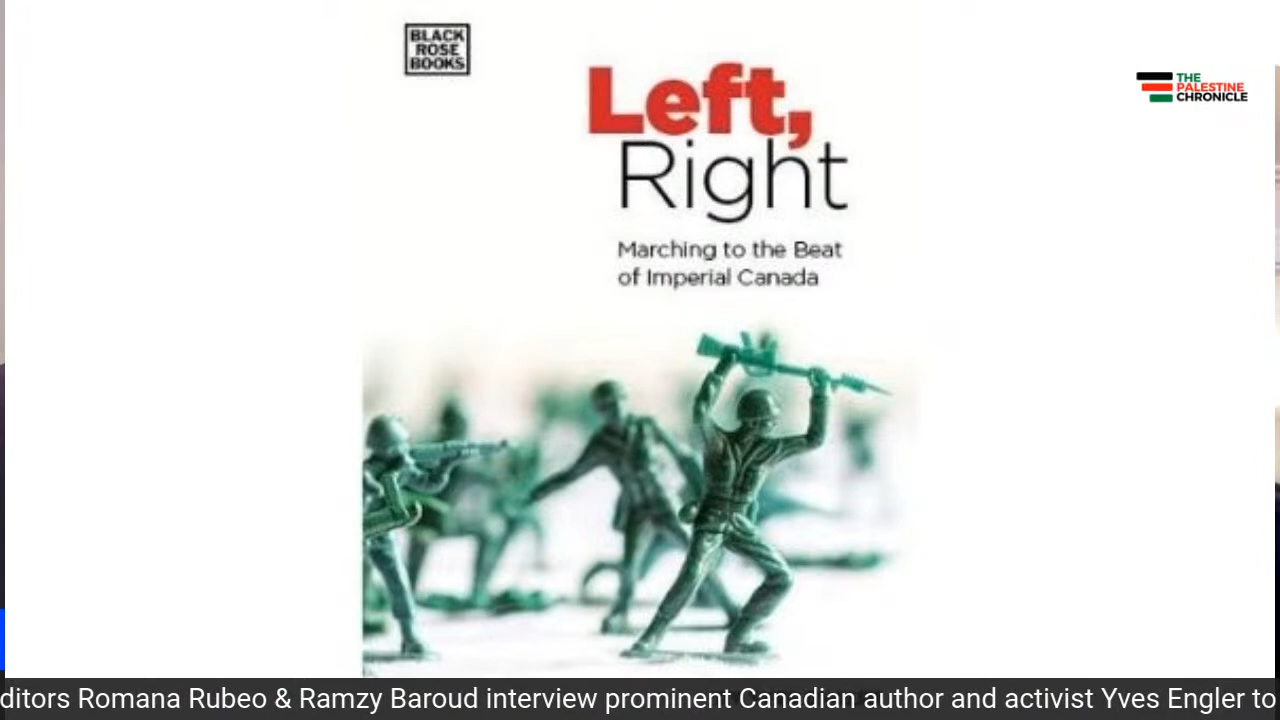 BLACK
ROSE
BOOKS
Left,
Right
Marching to the Beat
of Imperial Canada
THE
PALESTINE
CHRONICLE
ditors Romana Rubeo & Ramzy Baroud interview prominent Canadian author and activist Yves Engler to